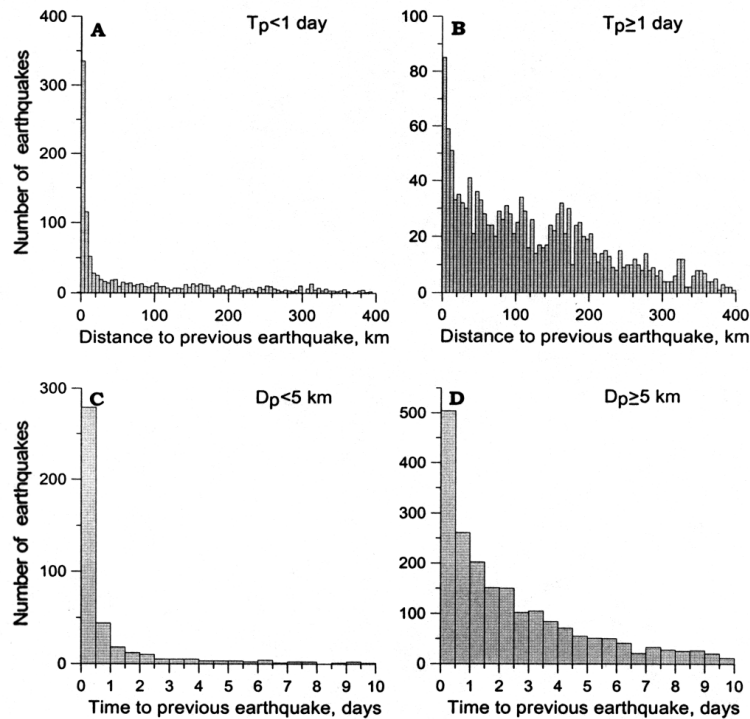 A
Tp<1 day
Number of earthquakes
400
300
200
100
0
0 100 200 300 400
Distance to previous earthquake, km
B
Tp≥1 day
100
80
60
40
20
0
0 100 200 300 400
Distance to previous earthquake, km
C
Dp<5 km
Number of earthquakes
300
200
100
0
0 1 2 3 4 5 6 7 8 9 10
Time to previous earthquake, days
D
Dp≥5 km
500
400
300
200
100
0
0 1 2 3 4 5 6 7 8 9 10
Time to previous earthquake, days